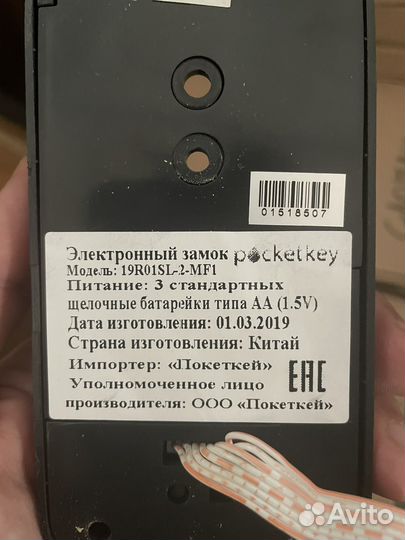 01518507
Электронный замок pocketkey
Модель: 19R01SL-2-MF1
Питание: 3 стандартных
щелочные батарейки типа АА (1.5V)
Дата изготовления: 01.03.2019
Страна изготовления: Китай
Импортер: «Покеткей»
Уполномоченное лицо
производителя: ООО «Покеткей»
EAC
Avito